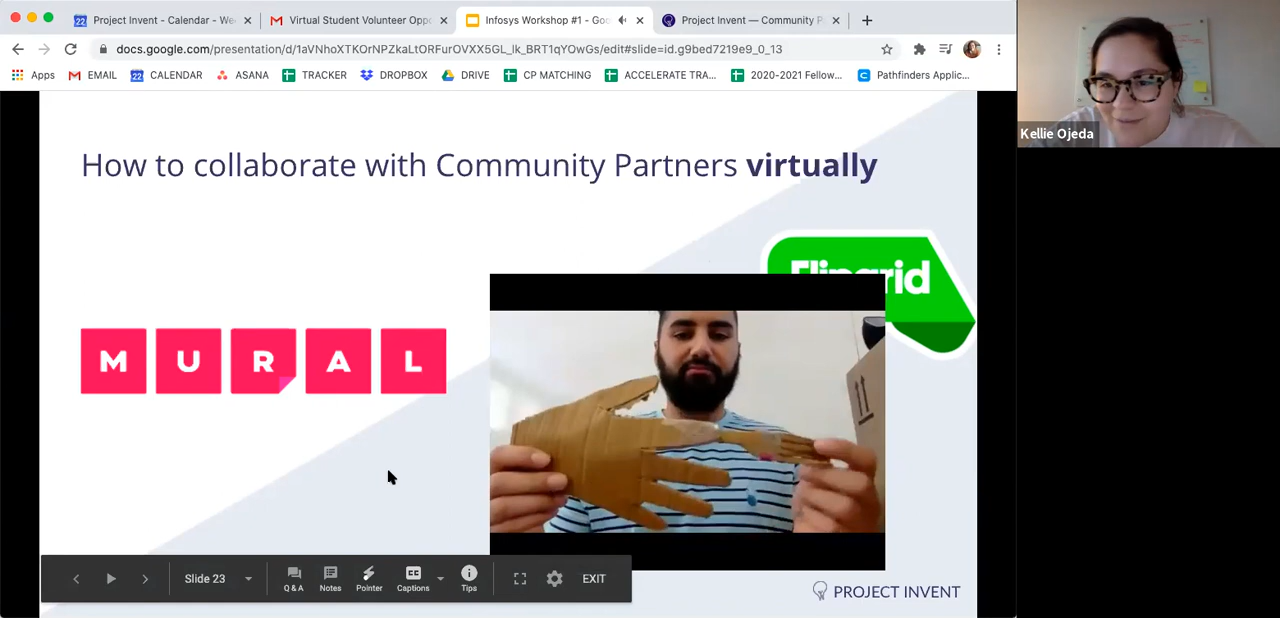 Project Invent - Calendar - We
Virtual Student Volunteer Oppo
Infosys Workshop #1 - Goo
Project Invent — Community P
docs.google.com/presentation/d/1aVNhoXTKOrNPZkaLtORFurOVXX5GL_lk_BRT1qYOwGs/edit#slide=id.g9bed7219e9_0_13
Apps
EMAIL
CALENDAR
ASANA
TRACKER
DROPBOX
DRIVE
CP MATCHING
ACCELERATE TRA...
2020-2021 Fellow...
Pathfinders Applic...
Kellie Ojeda
How to collaborate with Community Partners virtually
Flipgrid
MURAL
Slide 23
Q & A
Notes
Pointer
CC
Captions
Tips
EXIT
PROJECT INVENT